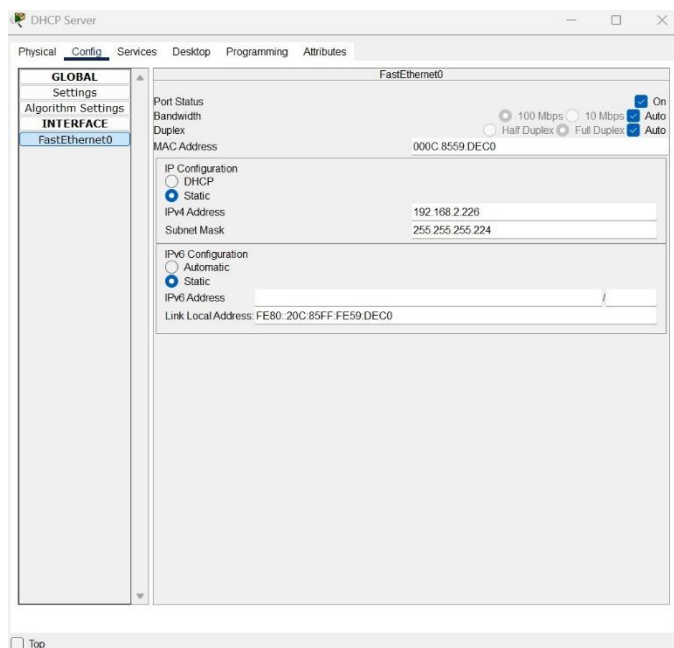 DHCP Server
Physical Config Services Desktop Programming Attributes
GLOBAL
Settings
Algorithm Settings
INTERFACE
FastEthernet0
FastEthernet0
Port Status On
Bandwidth 100 Mbps 10 Mbps Auto
Duplex Half Duplex Full Duplex Auto
MAC Address 000C.8559.DEC0
IP Configuration
DHCP
Static
IPv4 Address 192.168.2.226
Subnet Mask 255.255.255.224
IPv6 Configuration
Automatic
Static
IPv6 Address /
Link Local Address: FE80::20C:85FF:FE59:DEC0
Top